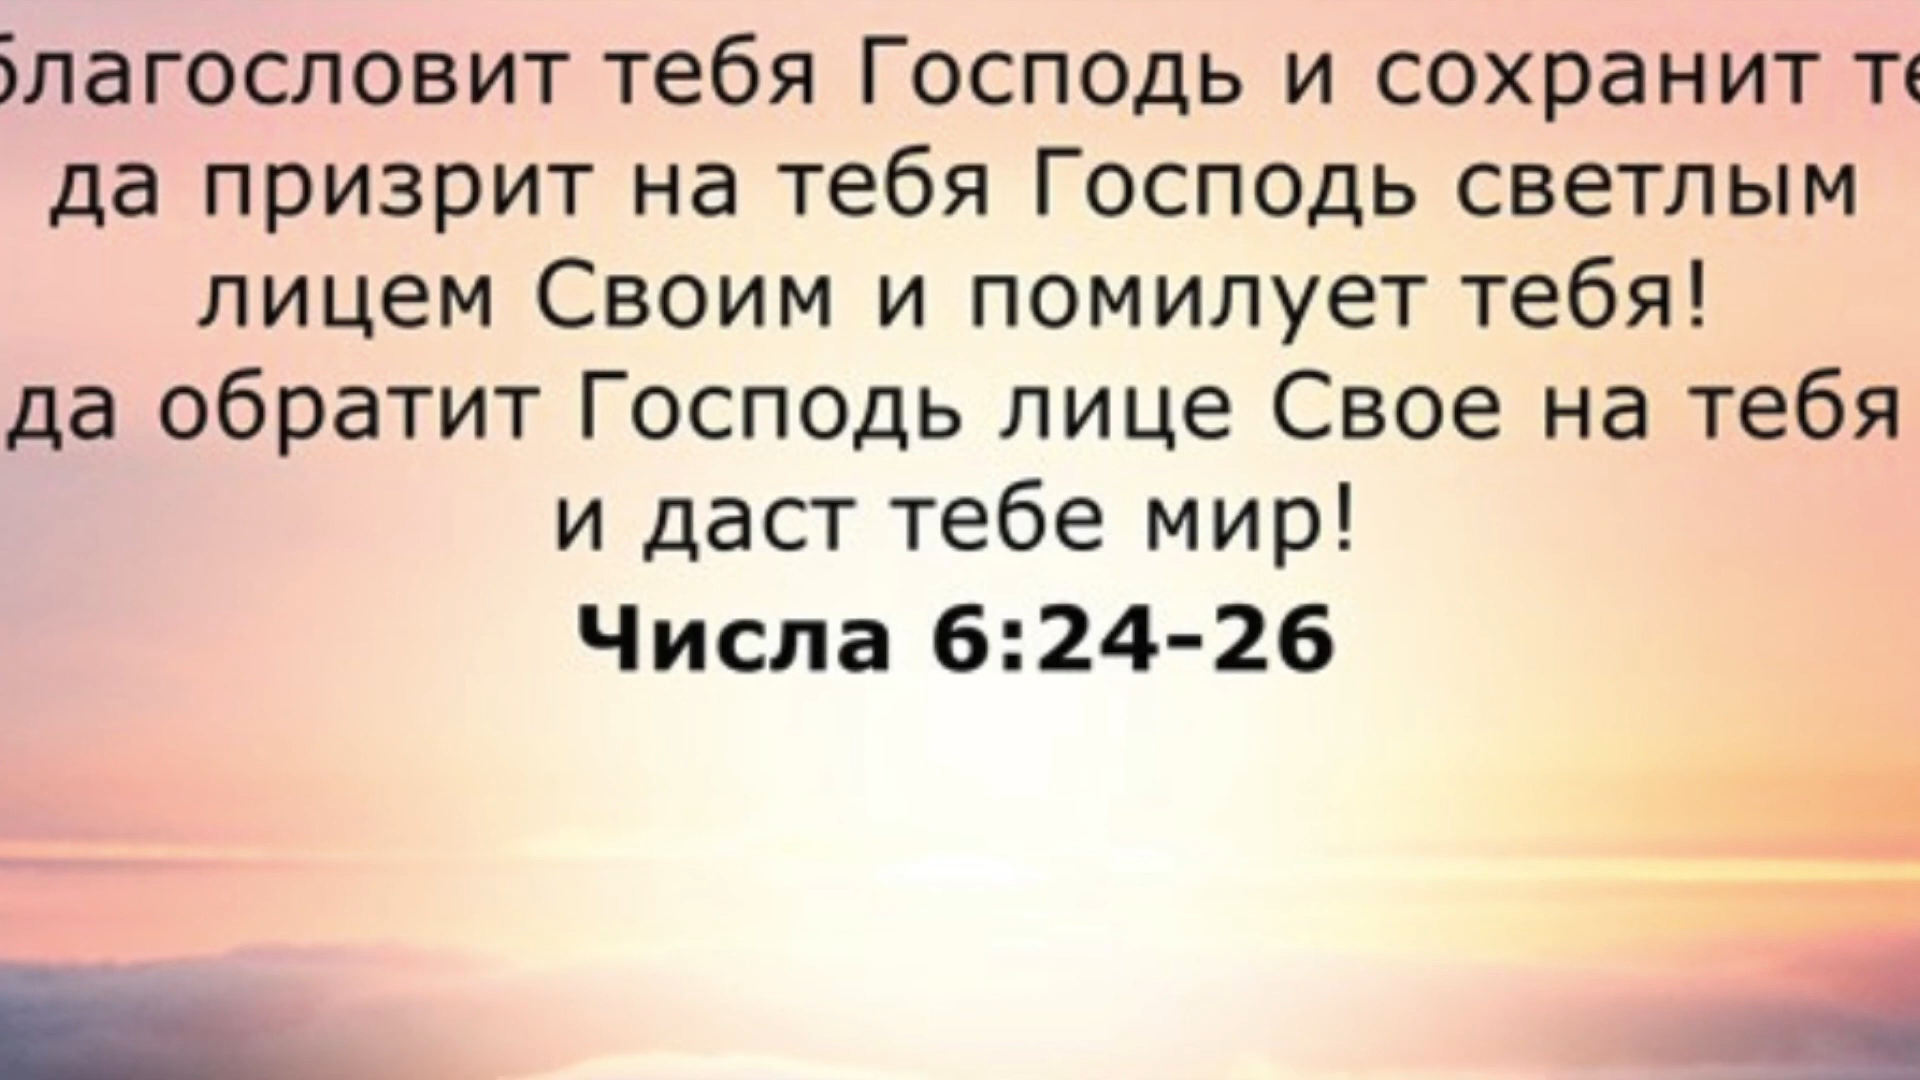 благословит тебя Господь и сохранит
да призрит на тебя Господь светлым
лицем Своим и помилует тебя!
да обратит Господь лице Свое на тебя
и даст тебе мир!
Числа 6:24-26